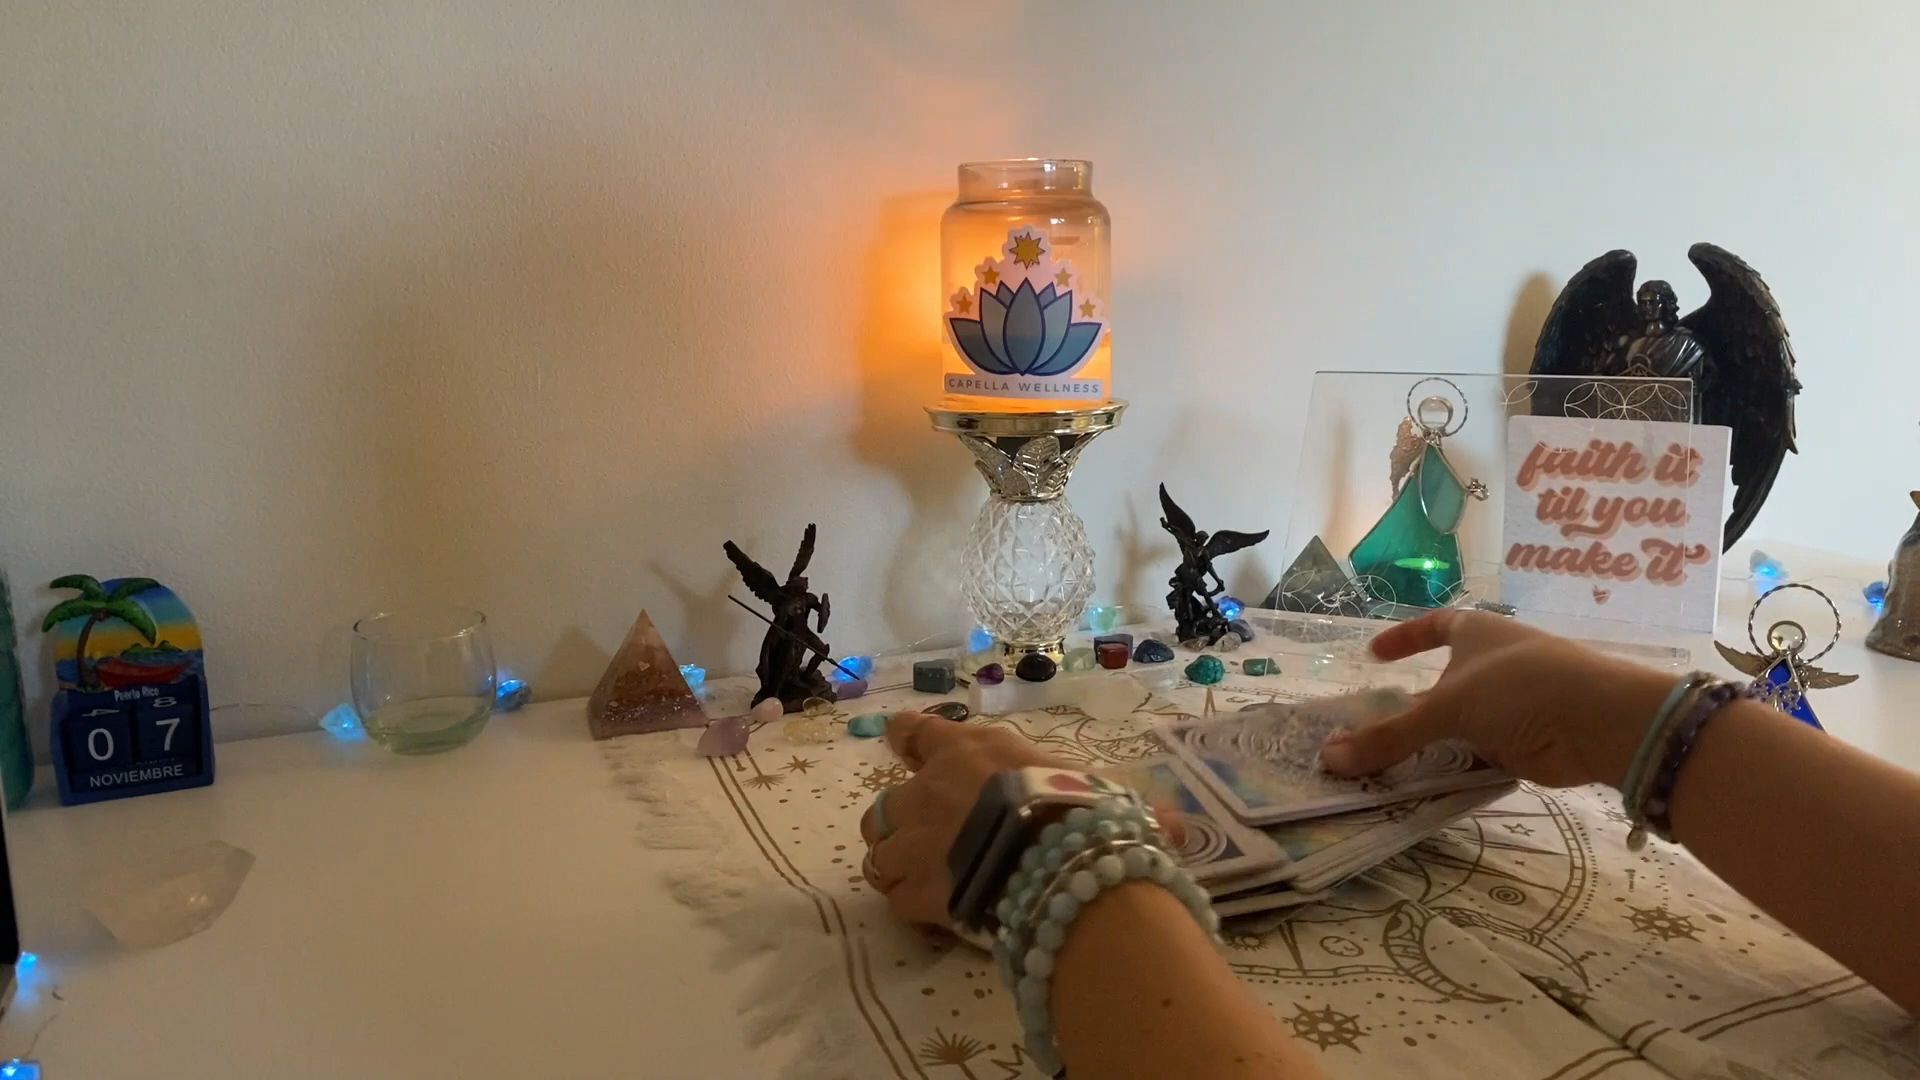 CAPELLA WELLNESS
faith it
til you
make it
Puerto Rico
0 7
NOVIEMBRE